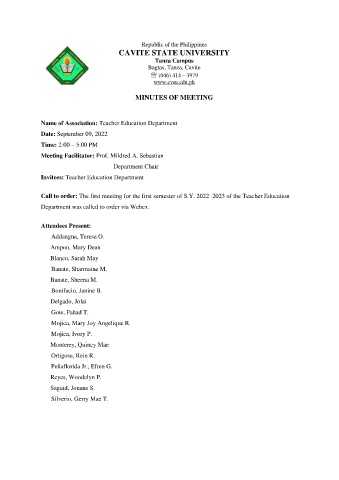 Republic of the Philippines
CAVITE STATE UNIVERSITY
Tanza Campus
Bagtas, Tanza, Cavite
☏ (046) 414 – 3979
www.cvsu.edu.ph
MINUTES OF MEETING
Name of Association: Teacher Education Department
Date: September 09, 2022
Time: 2:00 – 5:00 PM
Meeting Facilitator: Prof. Mildred A. Sebastian
Department Chair
Invitees: Teacher Education Department
Call to order: The first meeting for the first semester of S.Y. 2022 2023 of the Teacher Education
Department was called to order via Webex.
Attendees Present:
Addangna, Teresa O.
Ampon, Mary Dean
Blanco, Sarah May
Banate, Sharmaine M.
Banate, Sheena M.
Bonifacio, Janine B.
Delgado, Jolai
Gote, Fahad T.
Mojica, Mary Joy Angelique R.
Mojica, Ivory P.
Monterey, Quincy Mae
Ortigosa, Rein R.
Peñaflorida Jr., Efren G.
Reyes, Woodelyn P.
Saguid, Jonane S.
Silverio, Gerry Mae T.